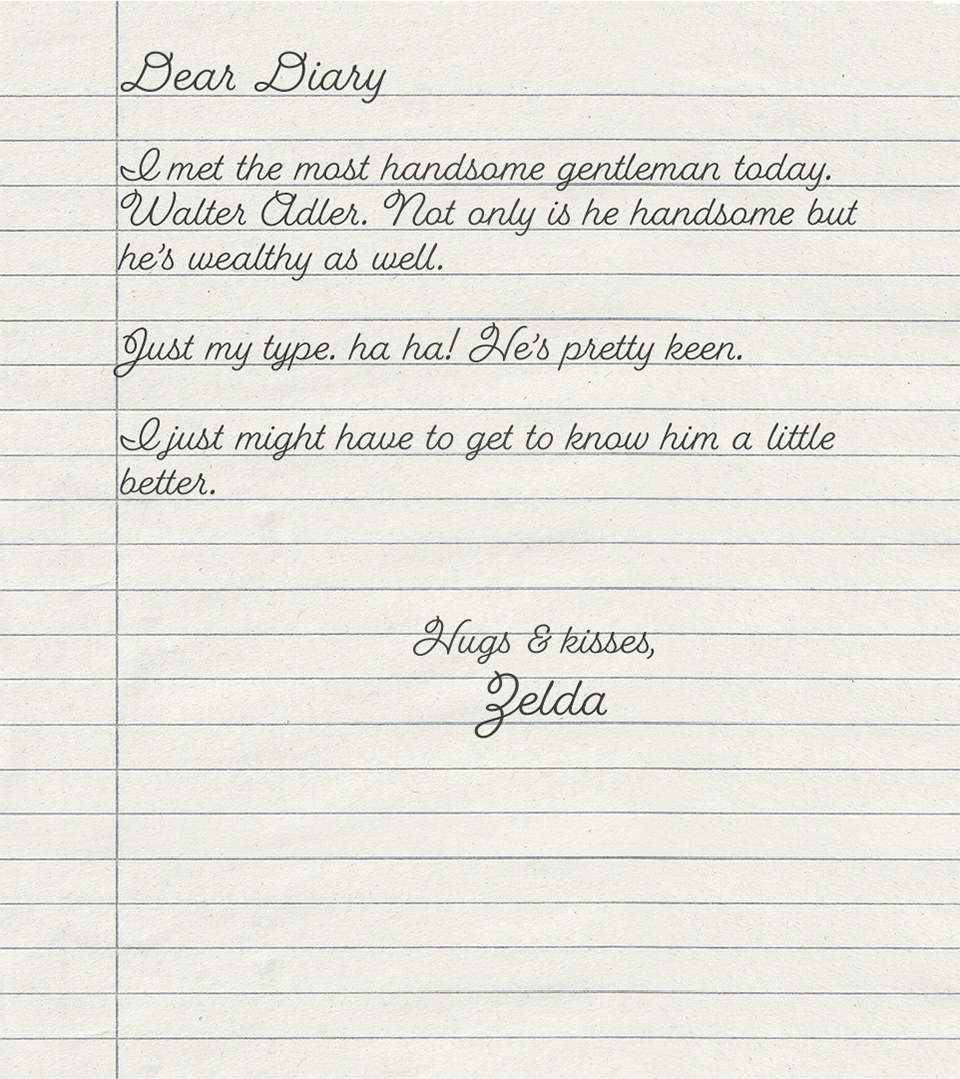 Dear Diary
I met the most handsome gentleman today.
Walter Adler. Not only is he handsome but
he's wealthy as well.
Just my type. ha ha! He's pretty keen.
I just might have to get to know him a little
better.
Hugs & kisses,
Zelda